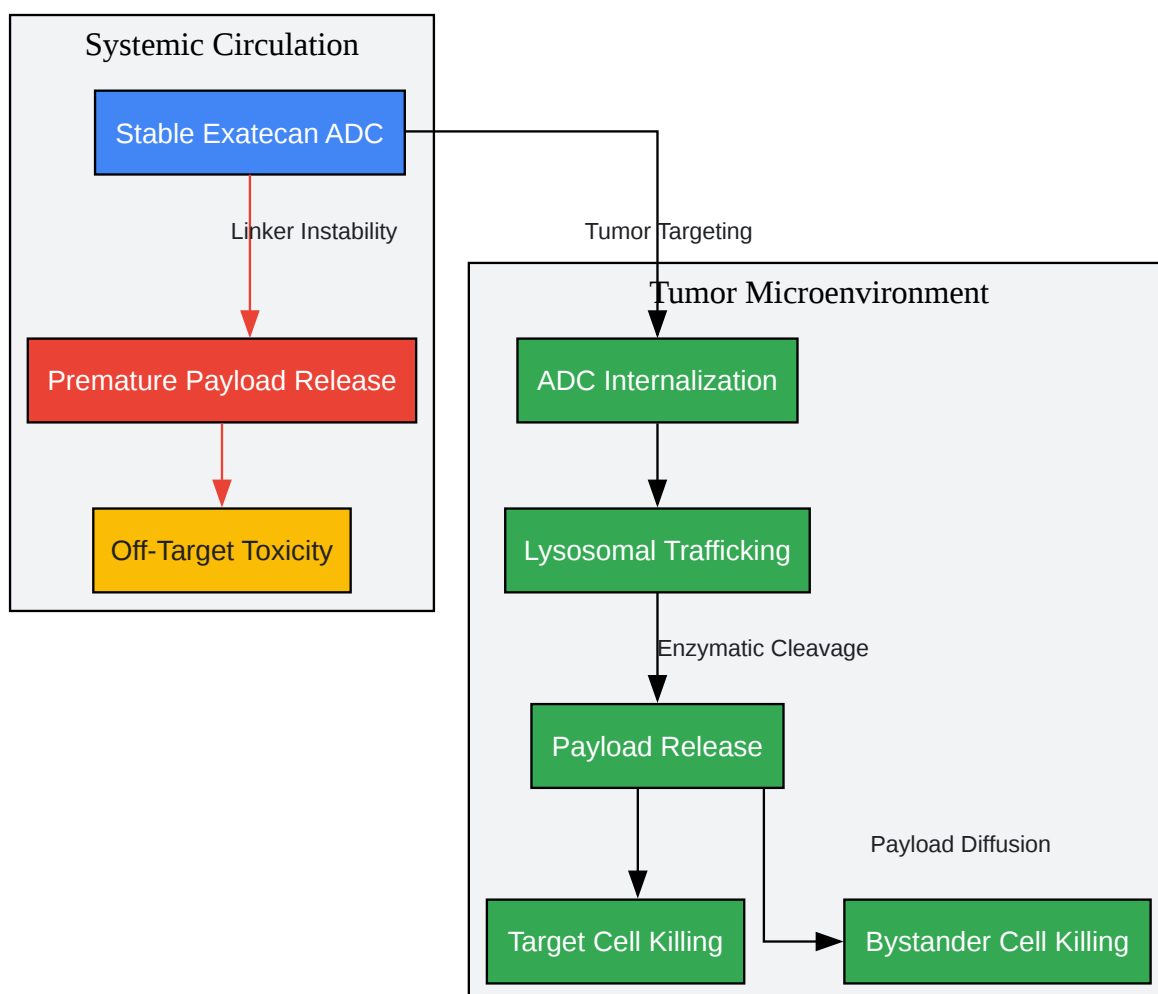 Systemic Circulation
Stable Exatecan ADC
Linker Instability
Tumor Targeting
Tumor Microenvironment
Premature Payload Release
ADC Internalization
Off-Target Toxicity
Lysosomal Trafficking
Enzymatic Cleavage
Payload Release
Payload Diffusion
Target Cell Killing
Bystander Cell Killing